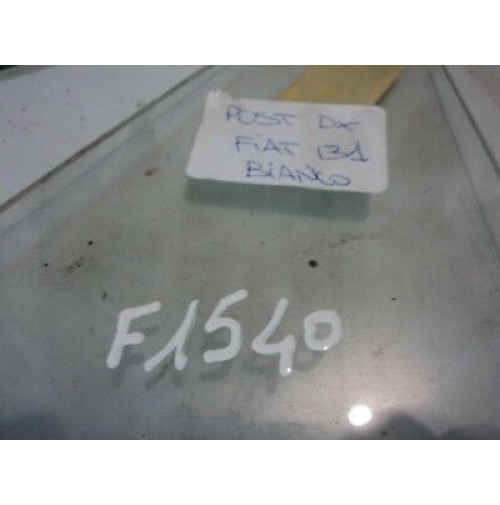 POST DX
FiAT 131
BiANCO
F1540